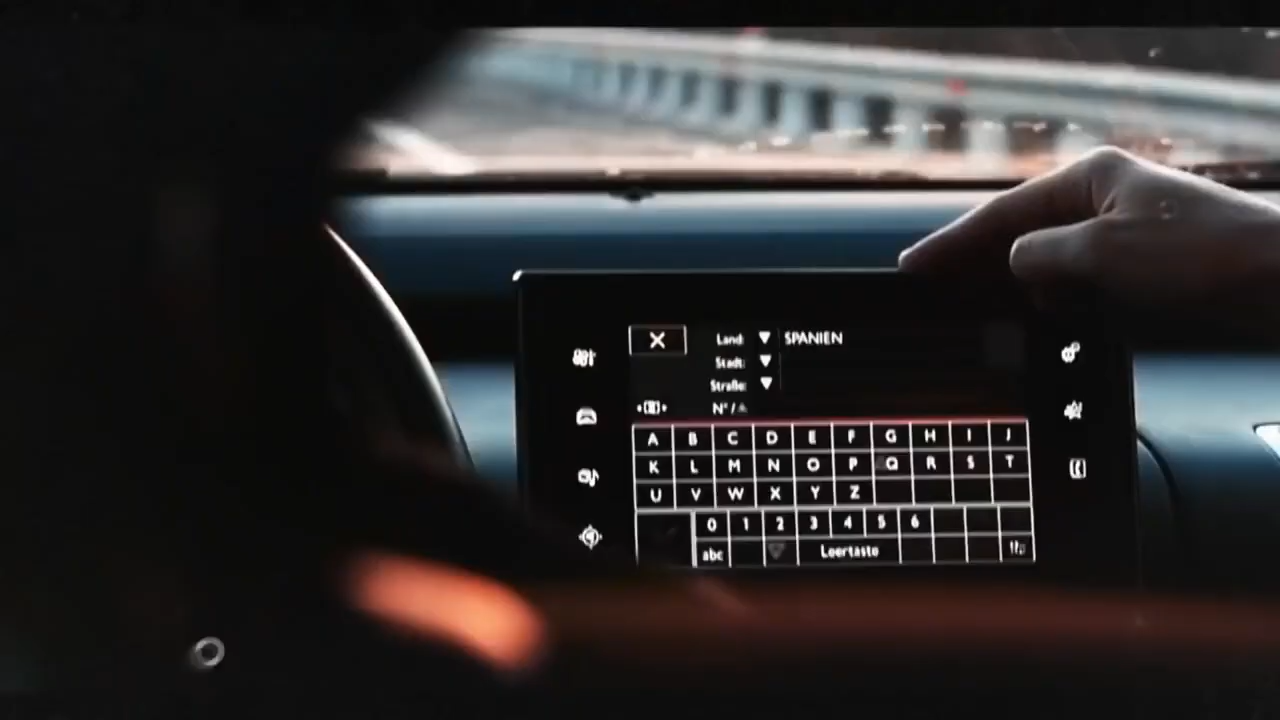 Land: SPANIEN
Stadt:
Straße:
N° /
A B C D E F G H I J
K L M N O P Q R S T
U V W X Y Z
0 1 2 3 4 5 6
abc Leertaste